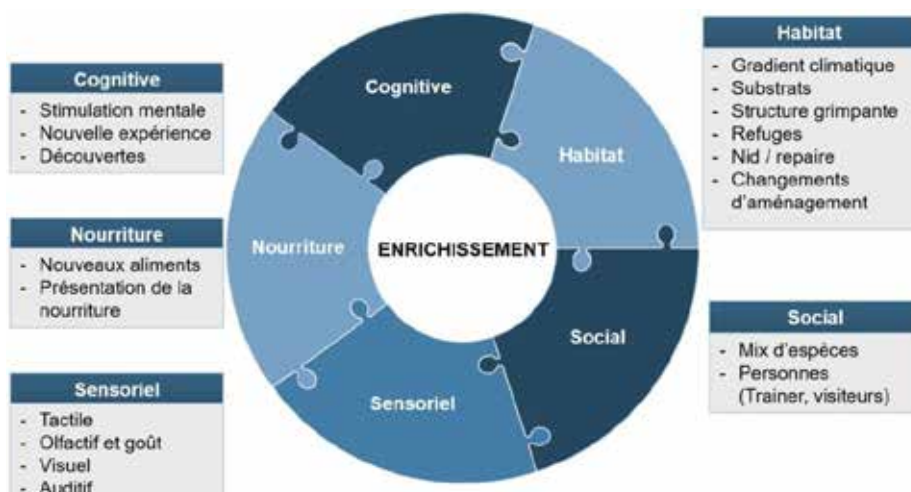 Cognitive
- Stimulation mentale
- Nouvelle expérience
- Découvertes
Nourriture
- Nouveaux aliments
- Présentation de la
nourriture
Sensoriel
- Tactile
- Olfactif et goût
- Visuel
- Auditif
Cognitive
Habitat
Nourriture
ENRICHISSEMENT
Social
Sensoriel
Habitat
- Gradient climatique
- Substrats
- Structure grimpante
- Refuges
- Nid / repaire
- Changements
d'aménagement
Social
- Mix d'espèces
- Personnes
(Trainer, visiteurs)